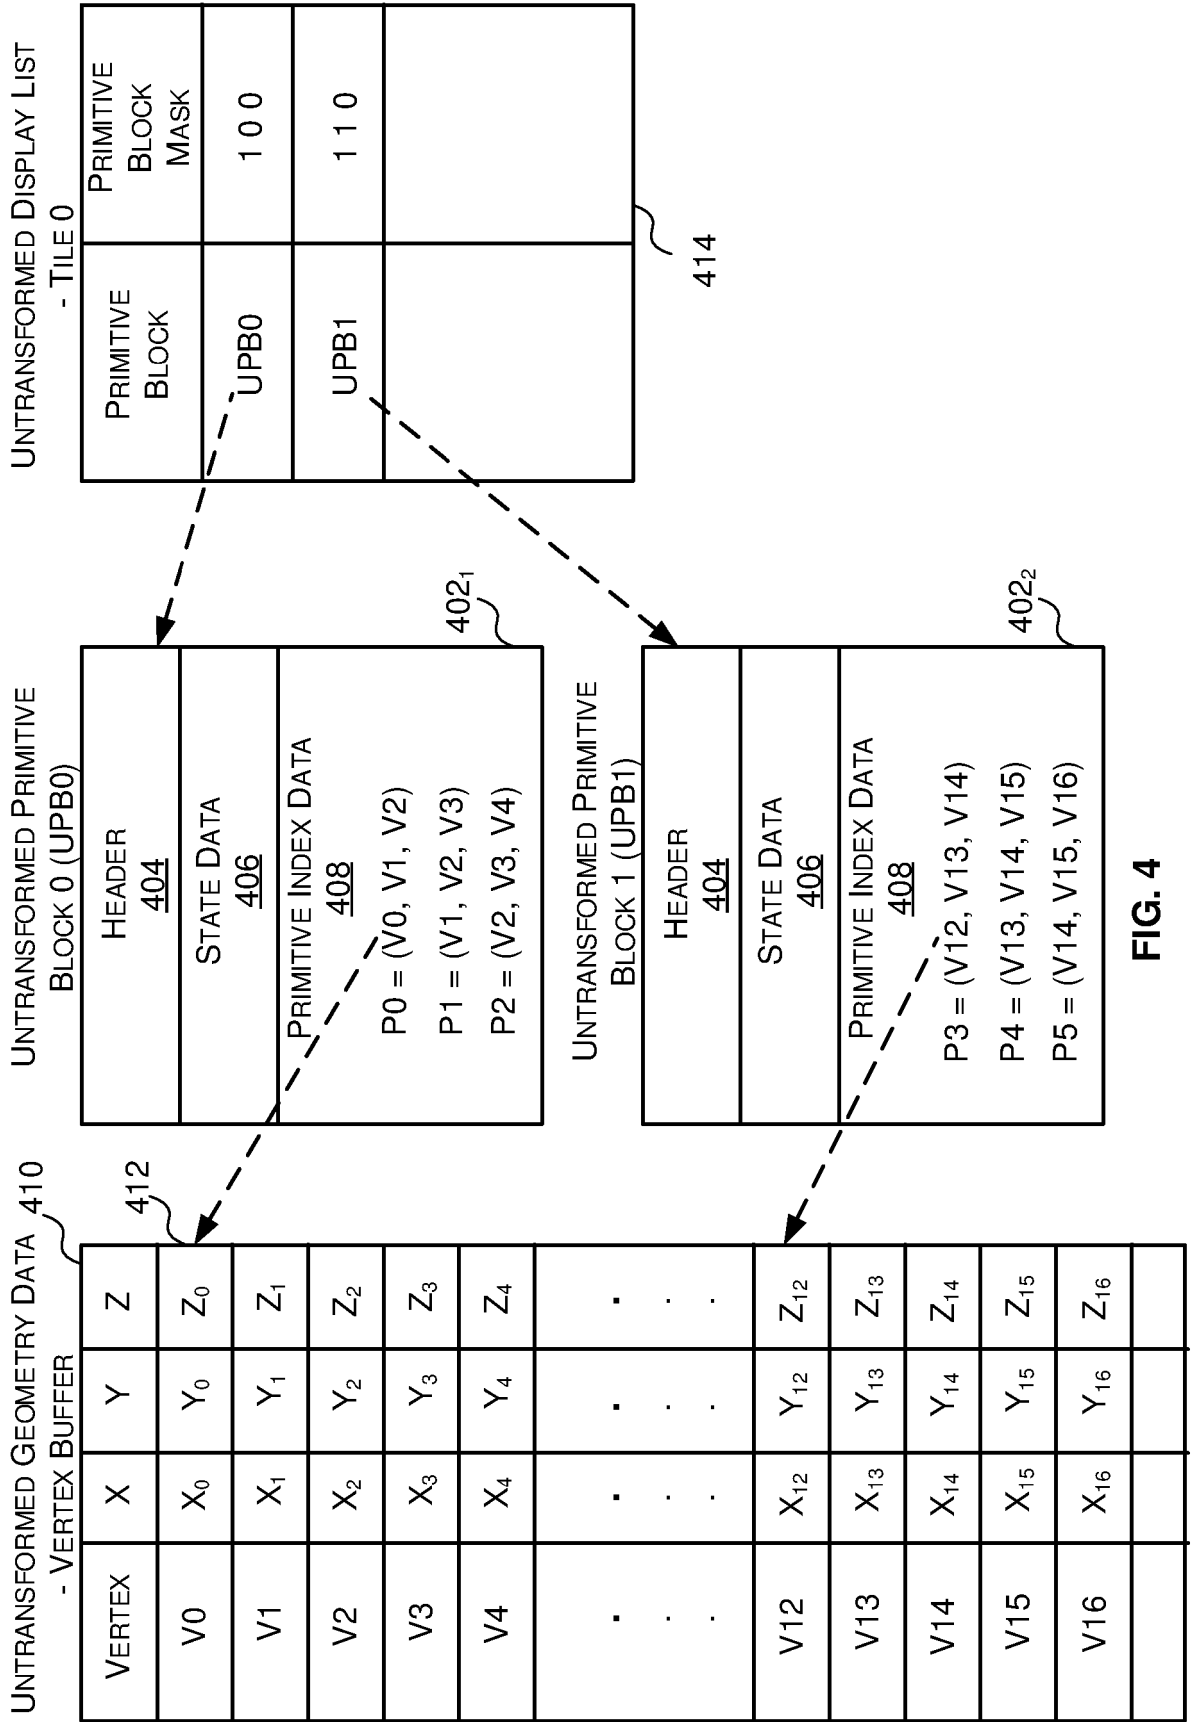 UNTRANSFORMED GEOMETRY DATA
- VERTEX BUFFER
410
VERTEX X Y Z
412
V0 X0 Y0 Z0
V1 X1 Y1 Z1
V2 X2 Y2 Z2
V3 X3 Y3 Z3
V4 X4 Y4 Z4
. . . .
. . . .
. . . .
V12 X12 Y12 Z12
V13 X13 Y13 Z13
V14 X14 Y14 Z14
V15 X15 Y15 Z15
V16 X16 Y16 Z16
UNTRANSFORMED PRIMITIVE
BLOCK 0 (UPB0)
HEADER
404
STATE DATA
406
PRIMITIVE INDEX DATA
408
P0 = (V0, V1, V2)
P1 = (V1, V2, V3)
P2 = (V2, V3, V4)
4021
UNTRANSFORMED PRIMITIVE
BLOCK 1 (UPB1)
HEADER
404
STATE DATA
406
PRIMITIVE INDEX DATA
408
P3 = (V12, V13, V14)
P4 = (V13, V14, V15)
P5 = (V14, V15, V16)
4022
UNTRANSFORMED DISPLAY LIST
- TILE 0
PRIMITIVE
BLOCK
PRIMITIVE
BLOCK
MASK
UPB0 1 0 0
UPB1 1 1 0
414
FIG. 4